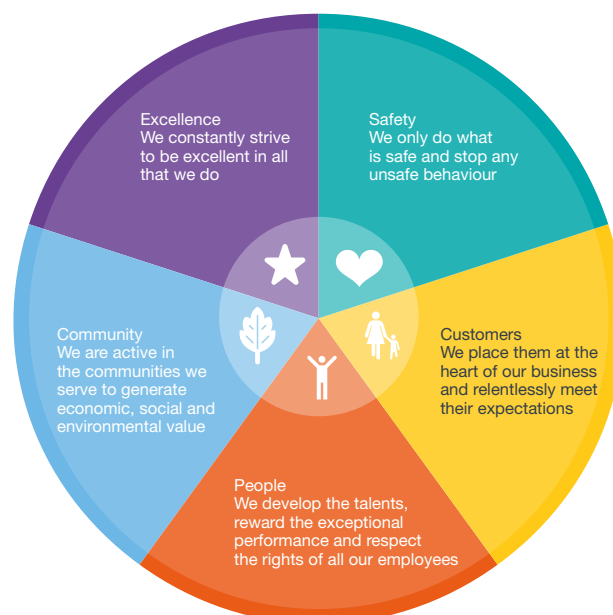 Excellence
We constantly strive
to be excellent in all
that we do
Safety
We only do what
is safe and stop any
unsafe behaviour
Customers
We place them at the
heart of our business
and relentlessly meet
their expectations
People
We develop the talents,
reward the exceptional
performance and respect
the rights of all our employees
Community
We are active in
the communities we
serve to generate
economic, social and
environmental value